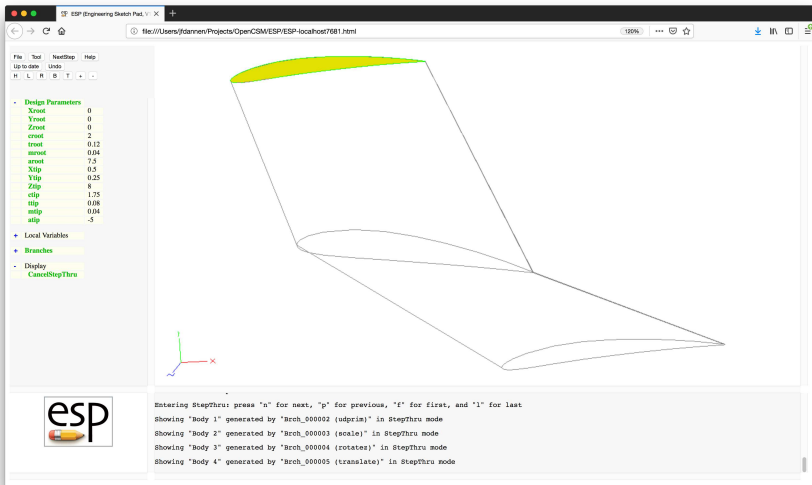 ESP (Engineering Sketch Pad, V
file:///Users/jfdannen/Projects/OpenCSM/ESP/ESP-localhost7681.html
120%
File Tool NextStep Help
Up to date Undo
H L R B T + -
- Design Parameters
Xroot 0
Yroot 0
Zroot 0
croot 2
troot 0.12
mroot 0.04
aroot 7.5
Xtip 0.5
Ytip 0.25
Ztip 8
ctip 1.75
ttip 0.08
mtip 0.04
atip -5
+ Local Variables
+ Branches
- Display
CancelStepThru
X
esp
Entering StepThru: press "n" for next, "p" for previous, "f" for first, and "l" for last
Showing "Body 1" generated by "Brch_000002 (udprim)" in StepThru mode
Showing "Body 2" generated by "Brch_000003 (scale)" in StepThru mode
Showing "Body 3" generated by "Brch_000004 (rotatez)" in StepThru mode
Showing "Body 4" generated by "Brch_000005 (translate)" in StepThru mode